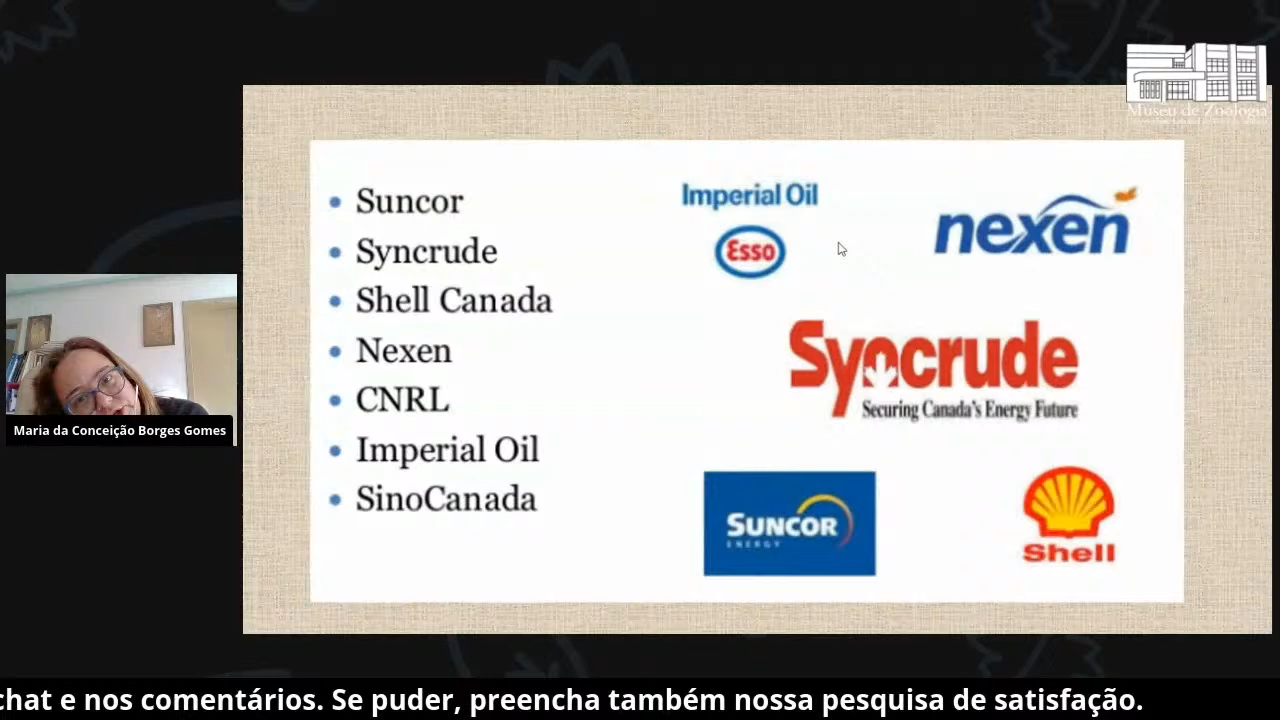 Museu de Zoologia
Suncor
Syncrude
Shell Canada
Nexen
CNRL
Imperial Oil
SinoCanada
Imperial Oil
Esso
nexen
Syncrude
Securing Canada's Energy Future
SUNCOR
ENERGY
Shell
Maria da Conceição Borges Gomes
chat e nos comentários. Se puder, preencha também nossa pesquisa de satisfação.